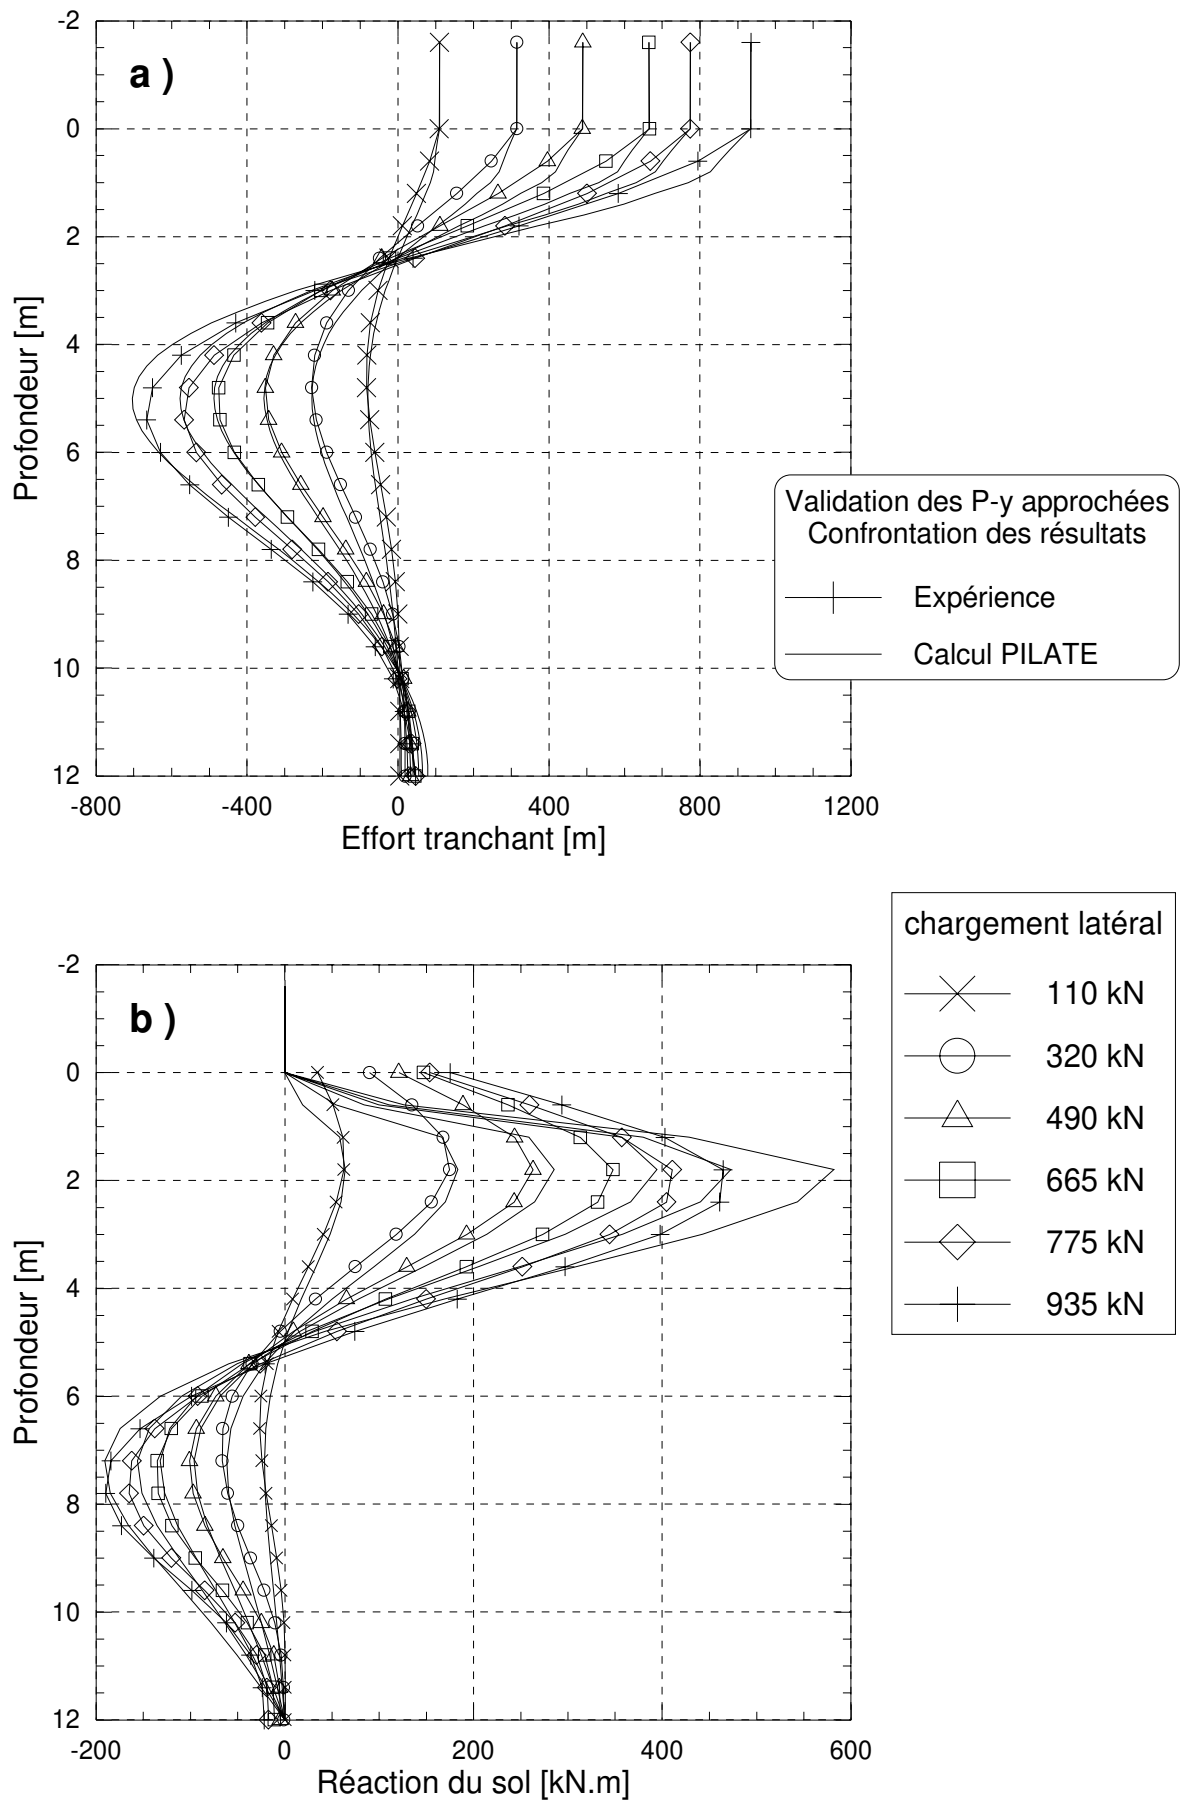 -2
a )
0
2
4
6
8
10
12
Profondeur [m]
-800
-400
0
400
800
1200
Effort tranchant [m]
Validation des P-y approchées
Confrontation des résultats
Expérience
Calcul PILATE
chargement latéral
110 kN
320 kN
490 kN
665 kN
775 kN
935 kN
-2
b )
0
2
4
6
8
10
12
Profondeur [m]
-200
0
200
400
600
Réaction du sol [kN.m]